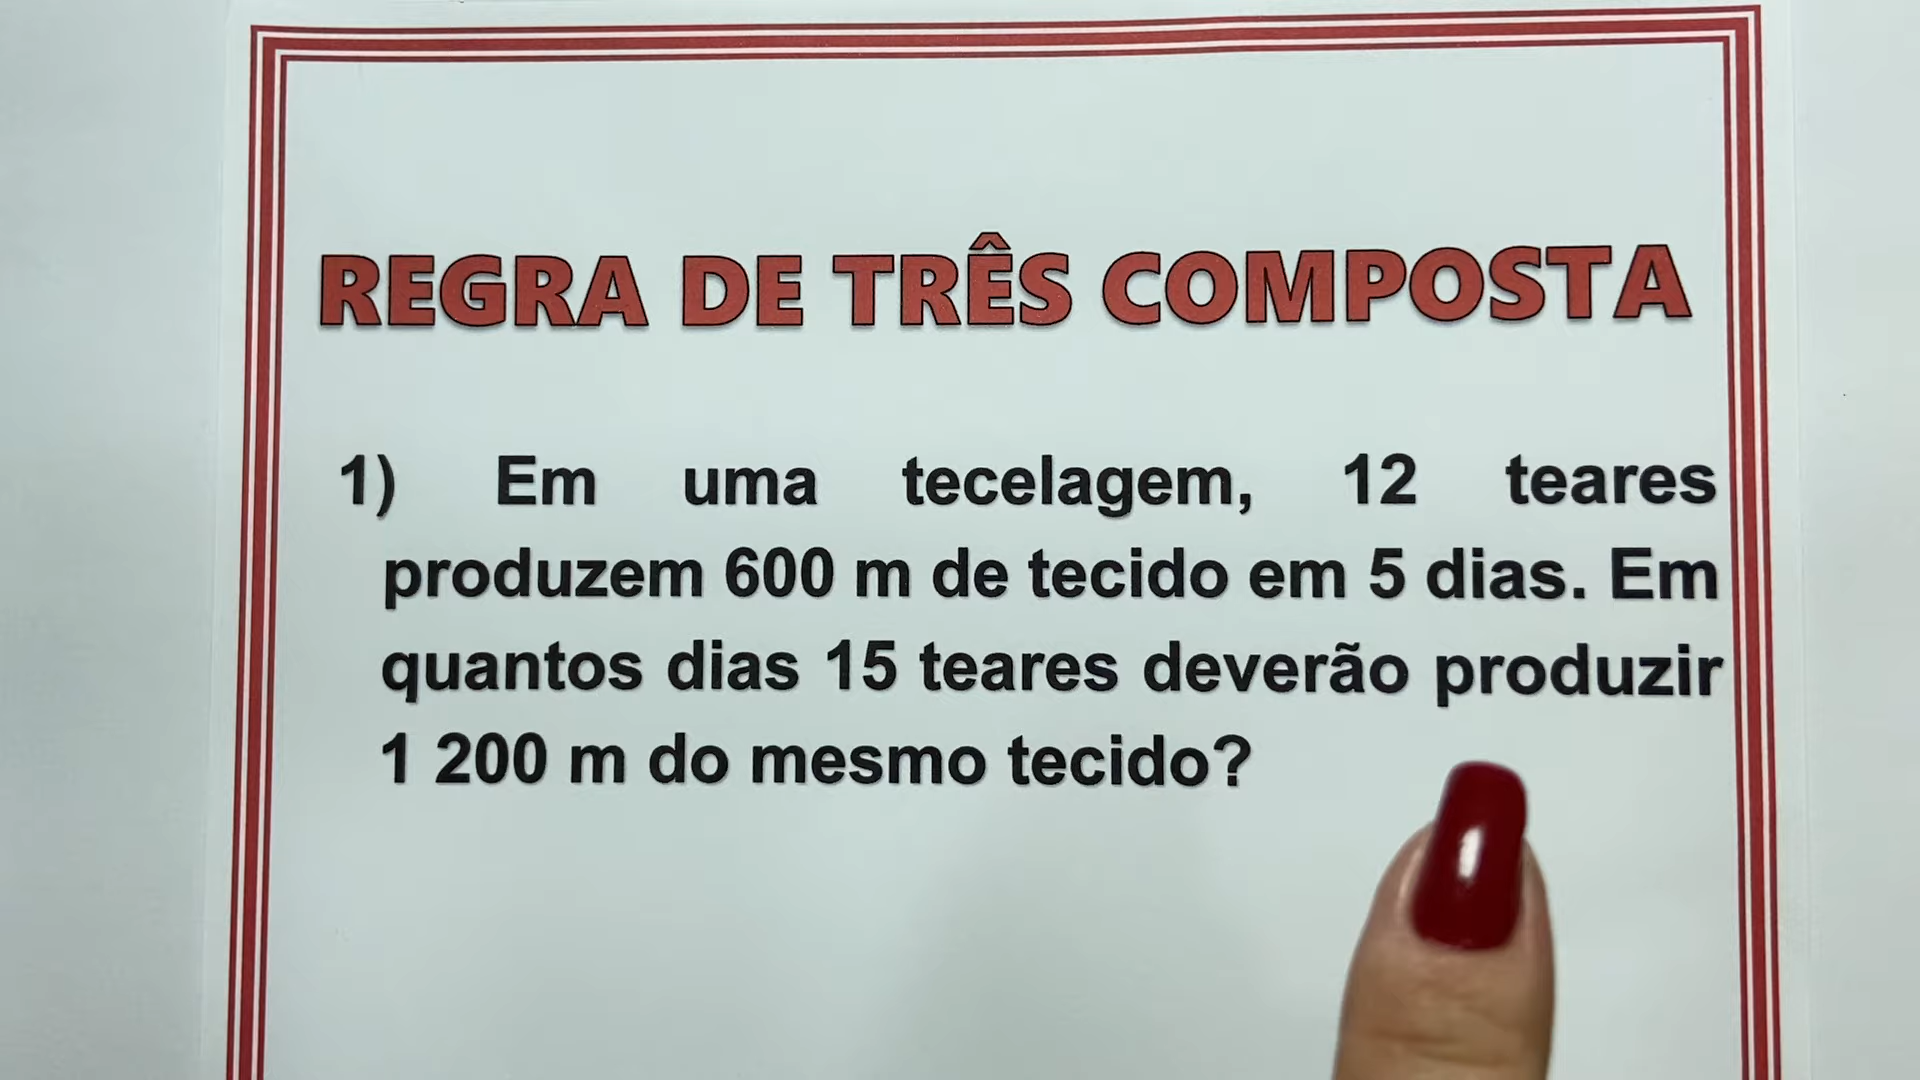 REGRA DE TRÊS COMPOSTA
1) Em uma tecelagem, 12 teares
produzem 600 m de tecido em 5 dias. Em
quantos dias 15 teares deverão produzir
1 200 m do mesmo tecido?